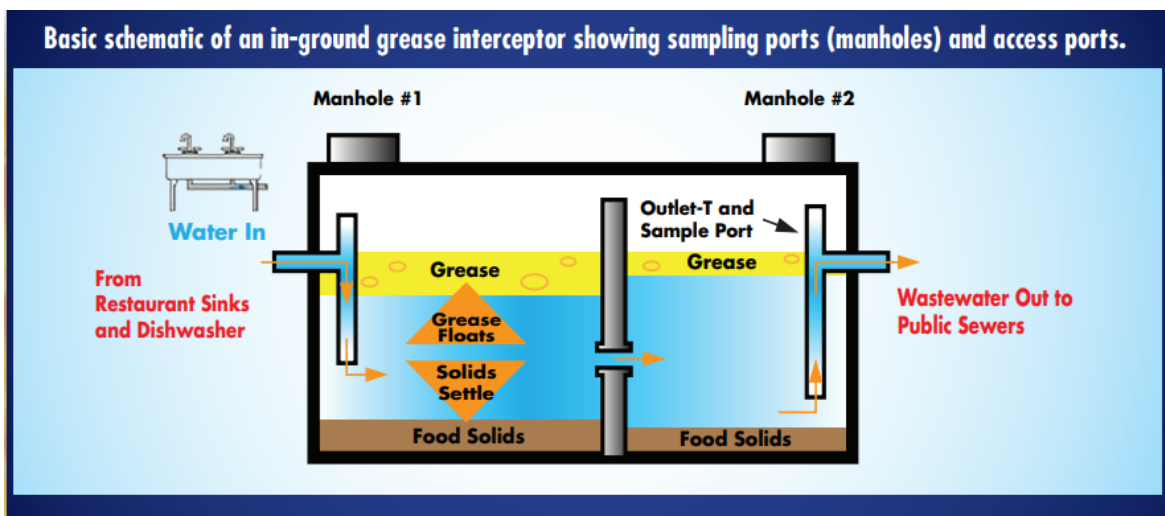 Basic schematic of an in-ground grease interceptor showing sampling ports (manholes) and access ports.
Manhole #1
Manhole #2
Water In
From
Restaurant Sinks
and Dishwasher
Grease
Grease
Floats
Solids
Settle
Food Solids
Outlet-T and
Sample Port
Grease
Food Solids
Wastewater Out to
Public Sewers